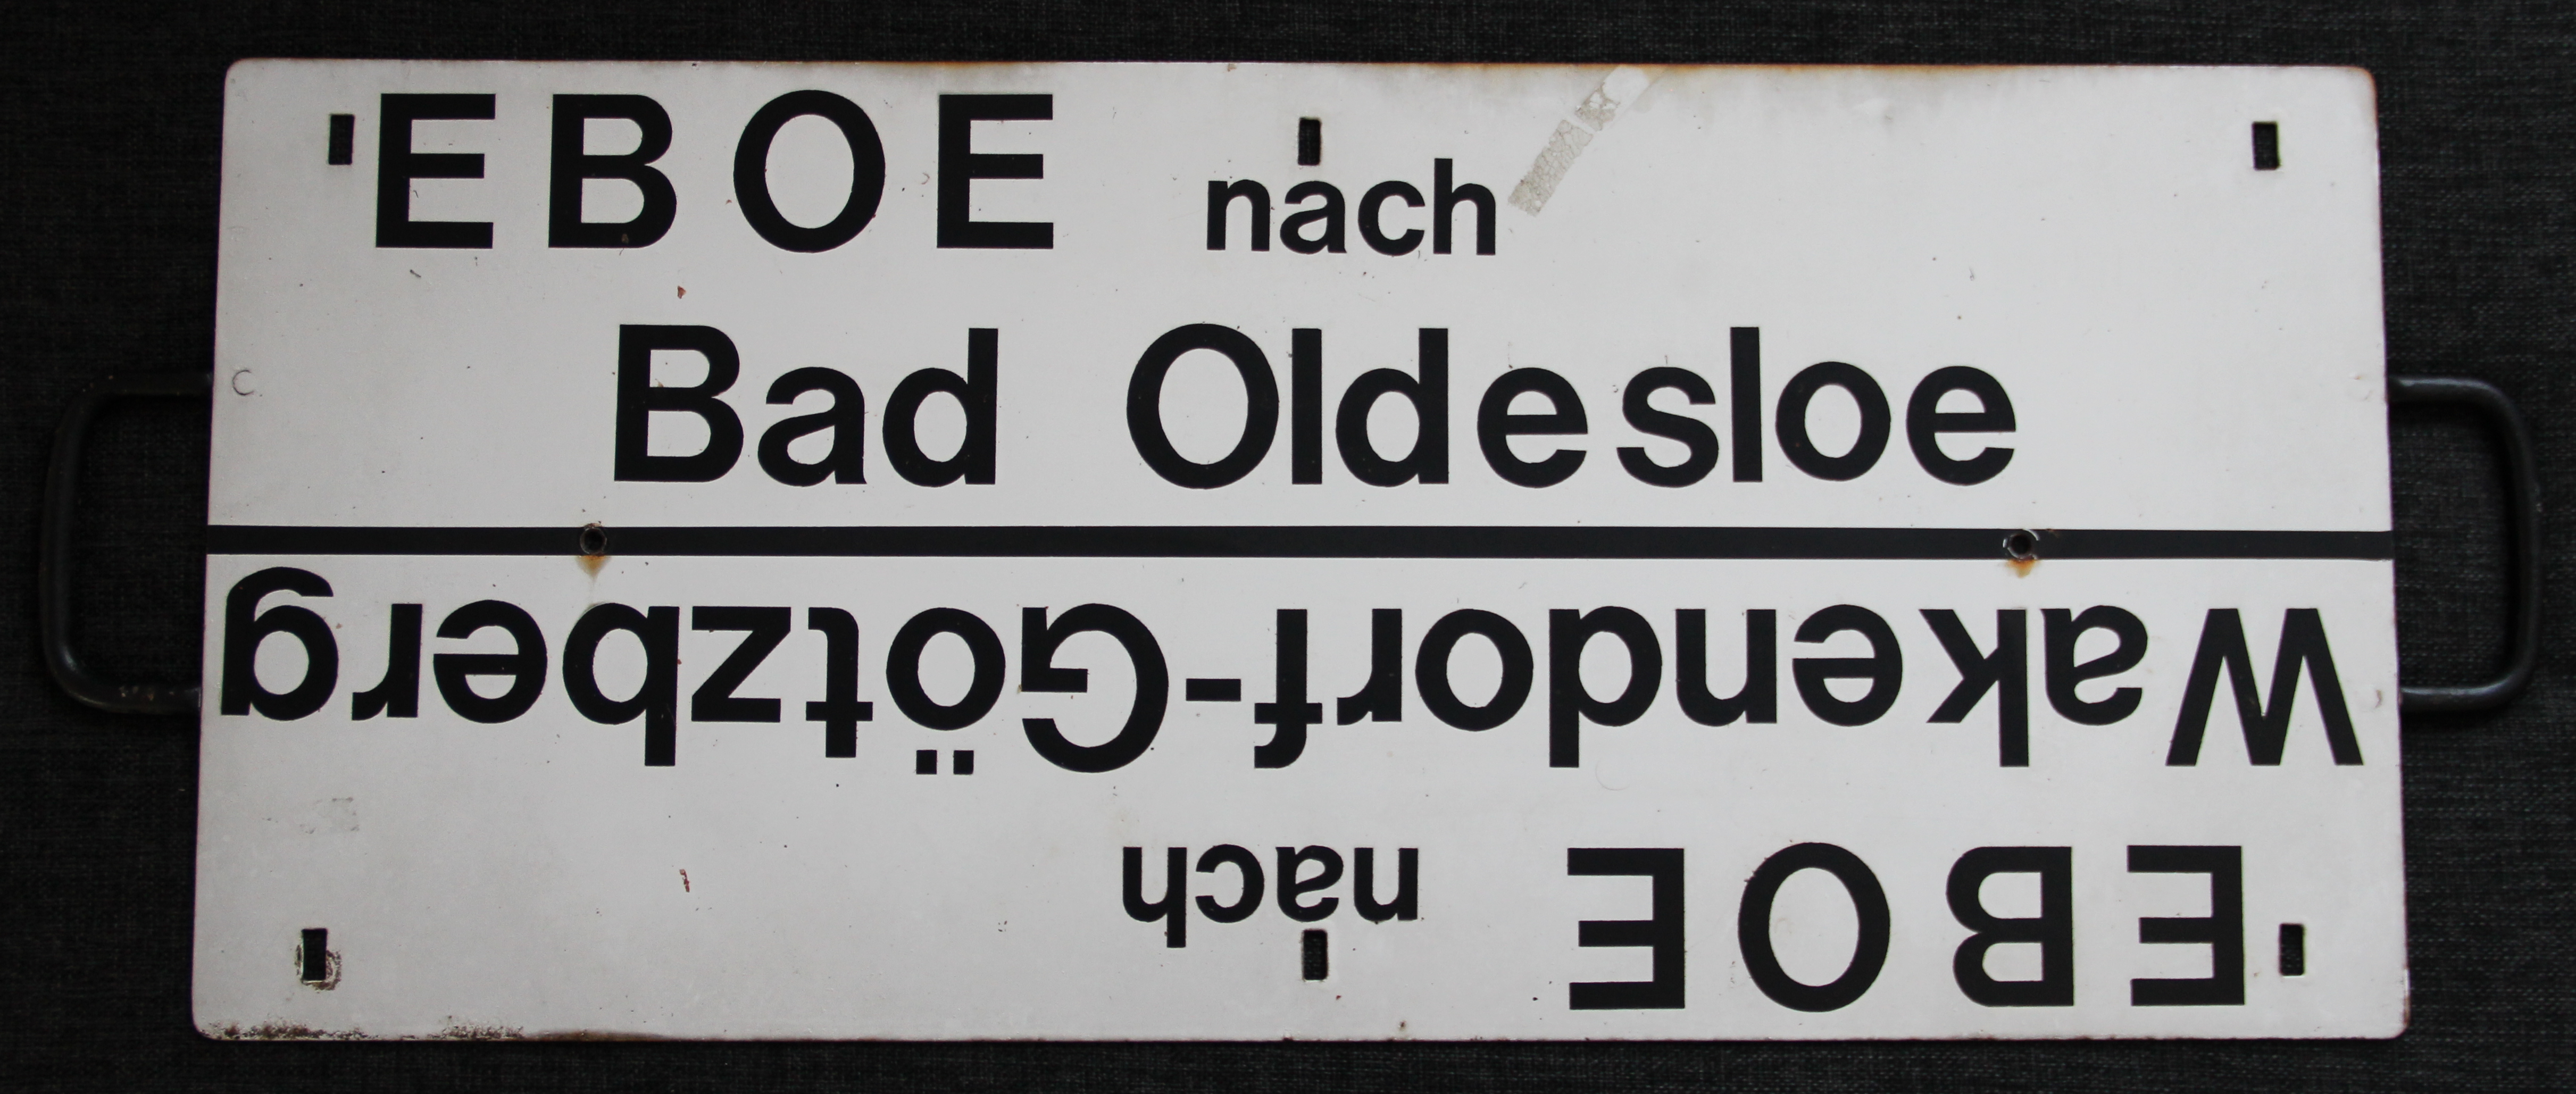 EBOE nach
Bad Oldesloe
EBOE nach
Wakendorf-Götzberg